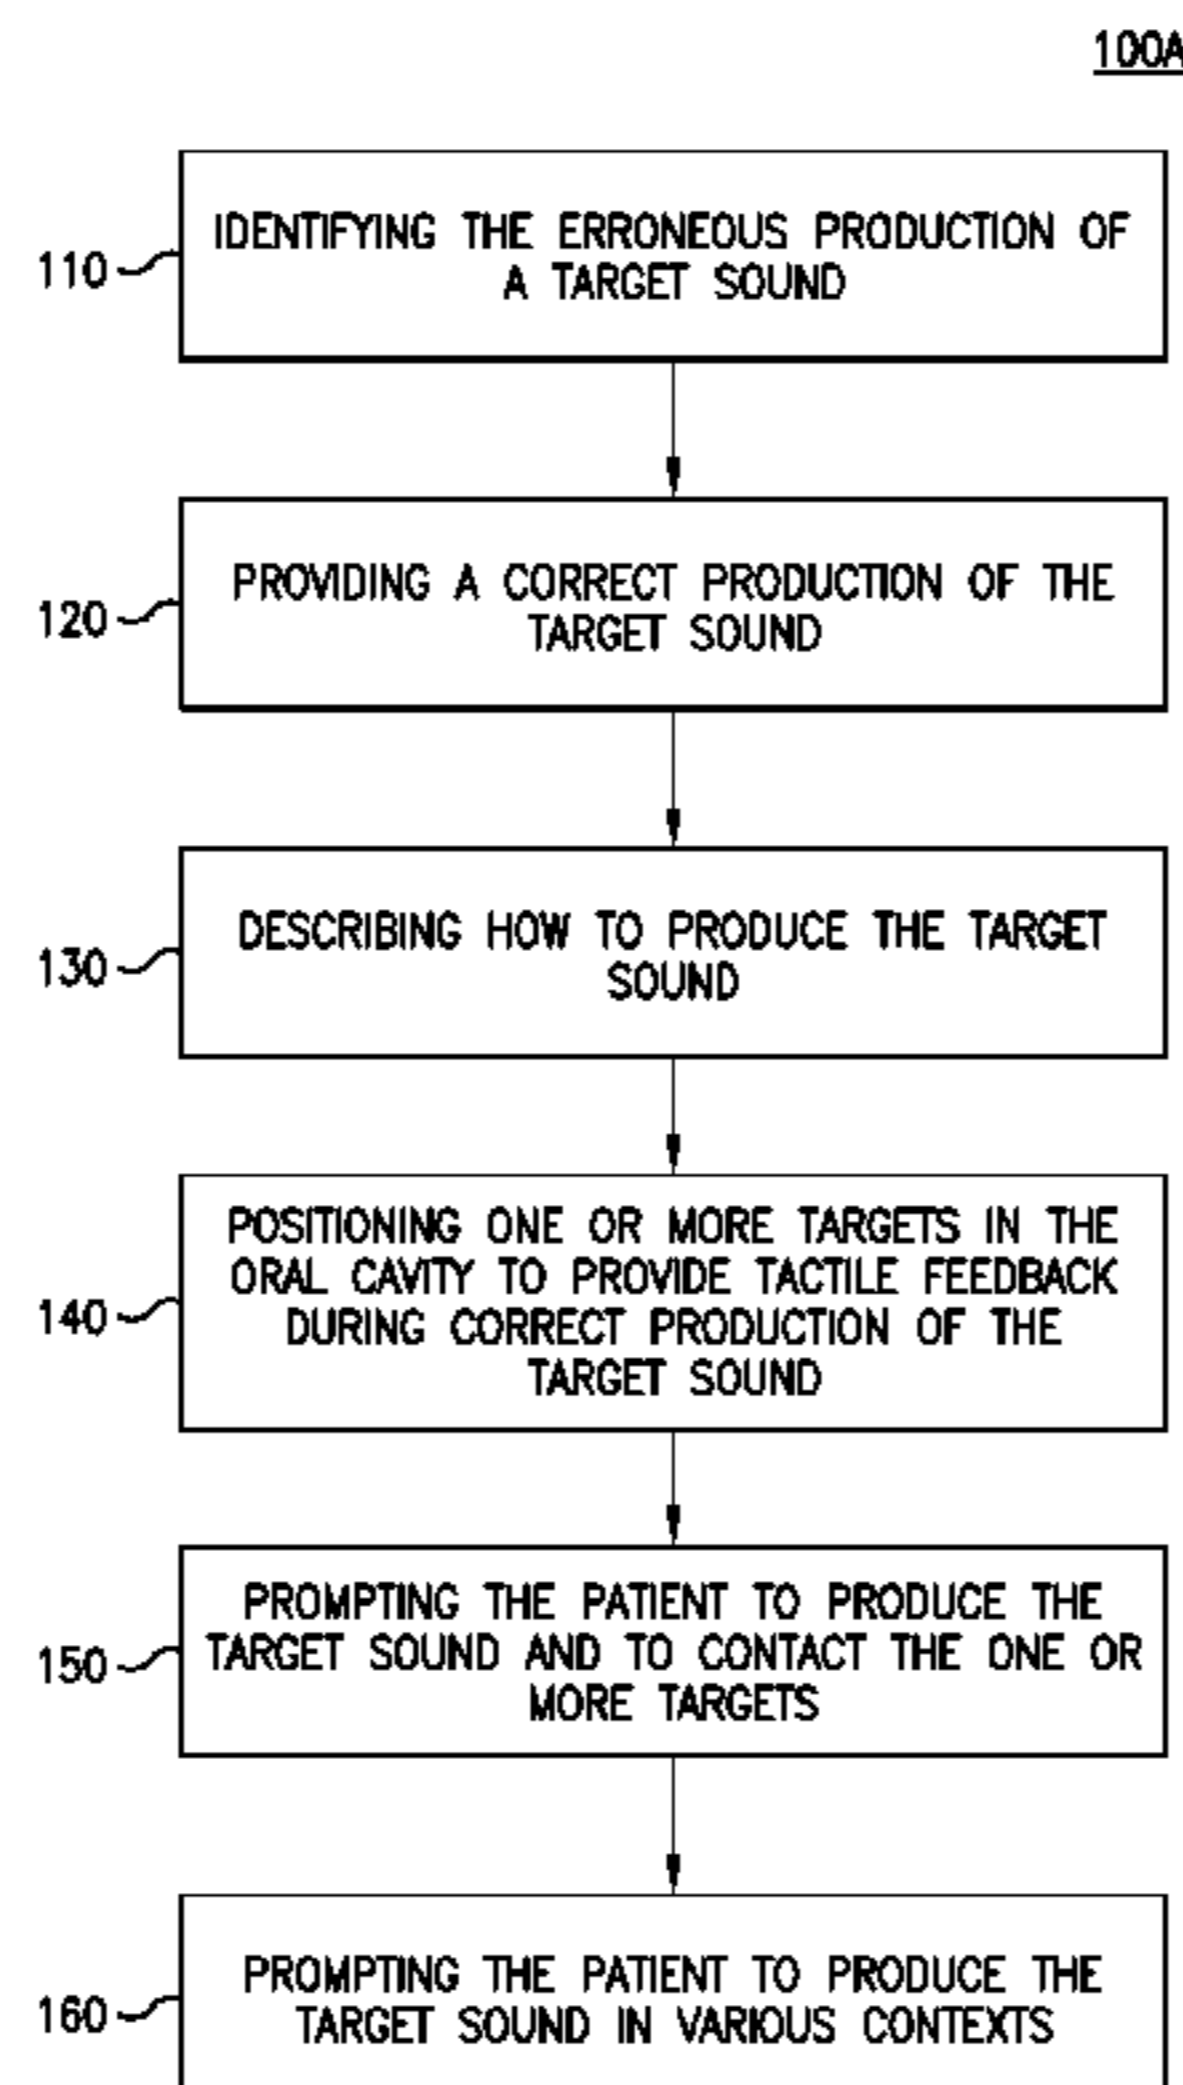 100A
110
IDENTIFYING THE ERRONEOUS PRODUCTION OF
A TARGET SOUND
120
PROVIDING A CORRECT PRODUCTION OF THE
TARGET SOUND
130
DESCRIBING HOW TO PRODUCE THE TARGET
SOUND
140
POSITIONING ONE OR MORE TARGETS IN THE
ORAL CAVITY TO PROVIDE TACTILE FEEDBACK
DURING CORRECT PRODUCTION OF THE
TARGET SOUND
150
PROMPTING THE PATIENT TO PRODUCE THE
TARGET SOUND AND TO CONTACT THE ONE OR
MORE TARGETS
160
PROMPTING THE PATIENT TO PRODUCE THE
TARGET SOUND IN VARIOUS CONTEXTS